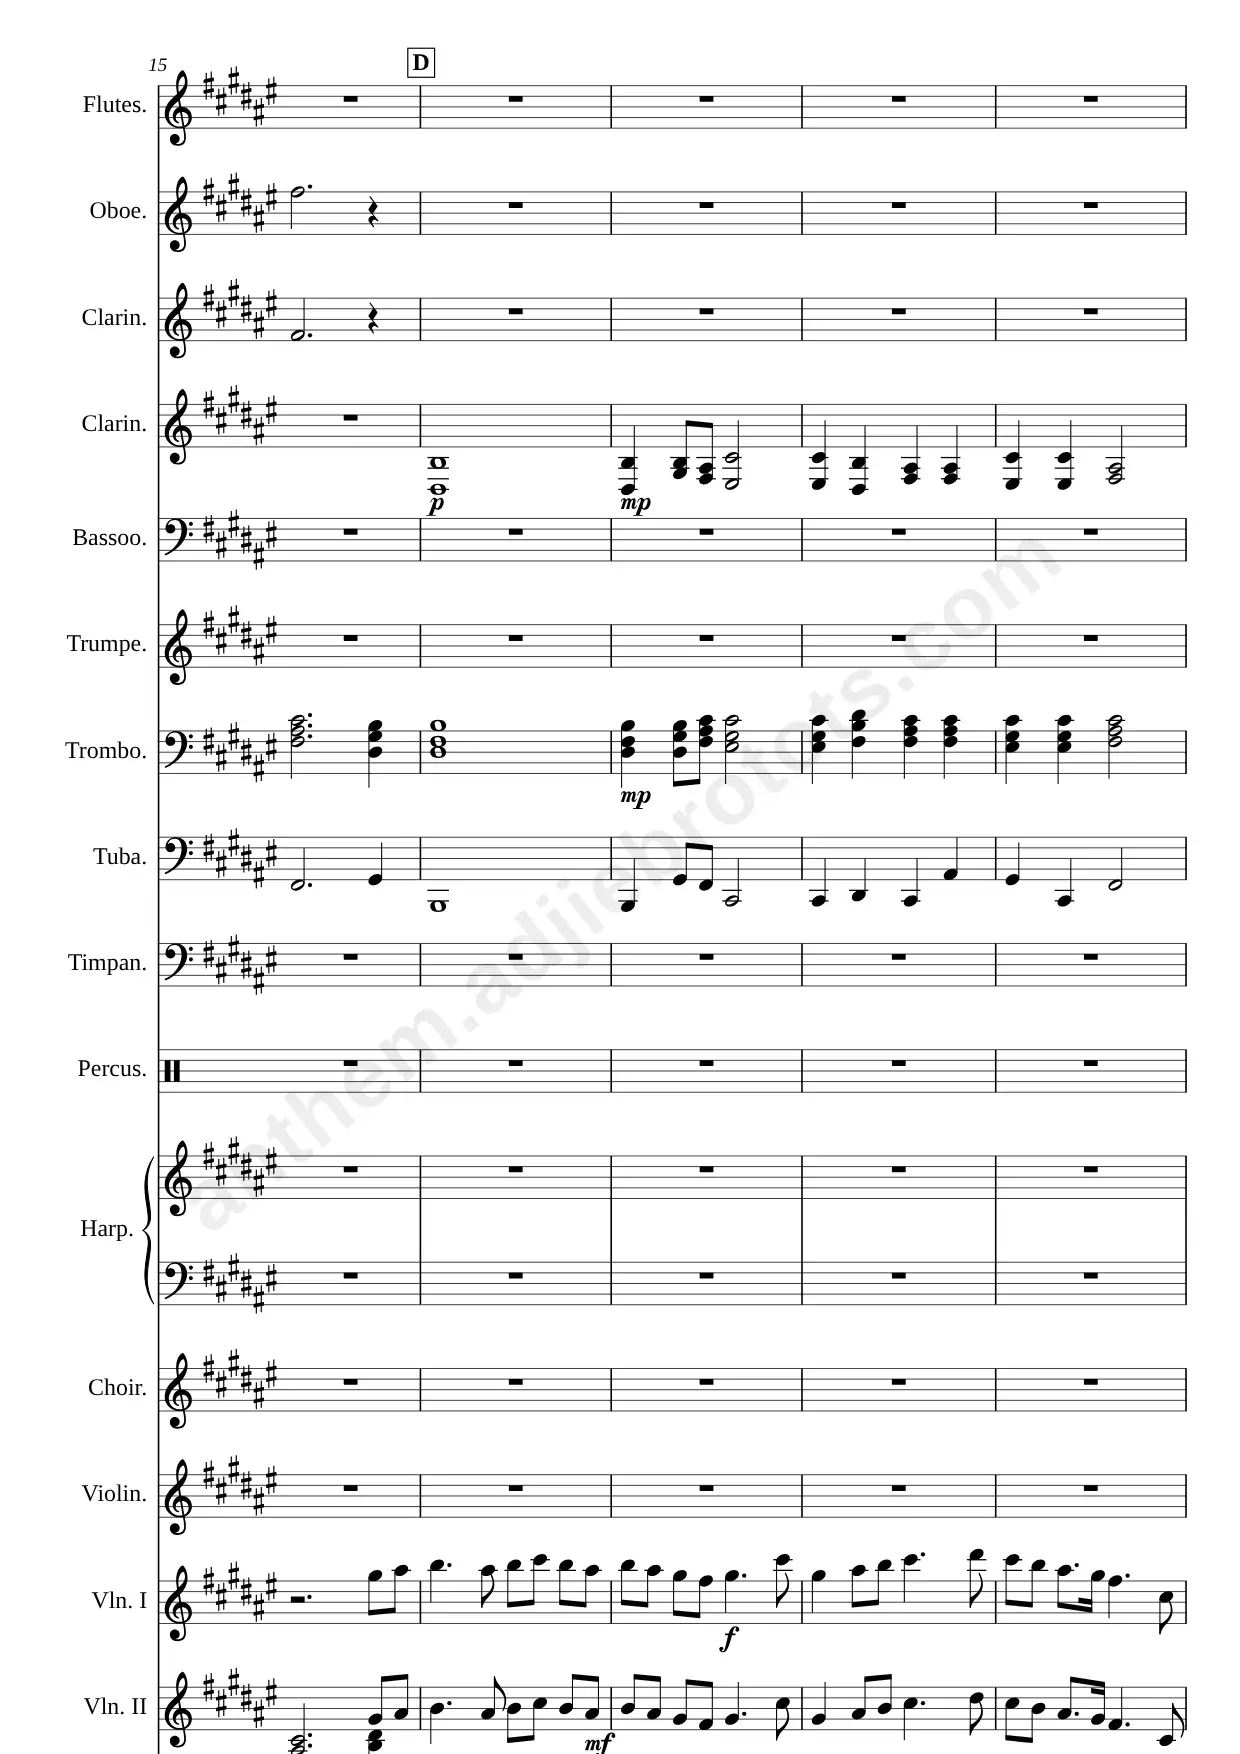 15
D
Flutes.
Oboe.
Clarin.
Clarin.
p
mp
Bassoo.
Trumpe.
Trombo.
mp
Tuba.
Timpan.
Percus.
Harp.
Choir.
Violin.
Vln. I
f
Vln. II
mf
anthem.adjiebrotots.com